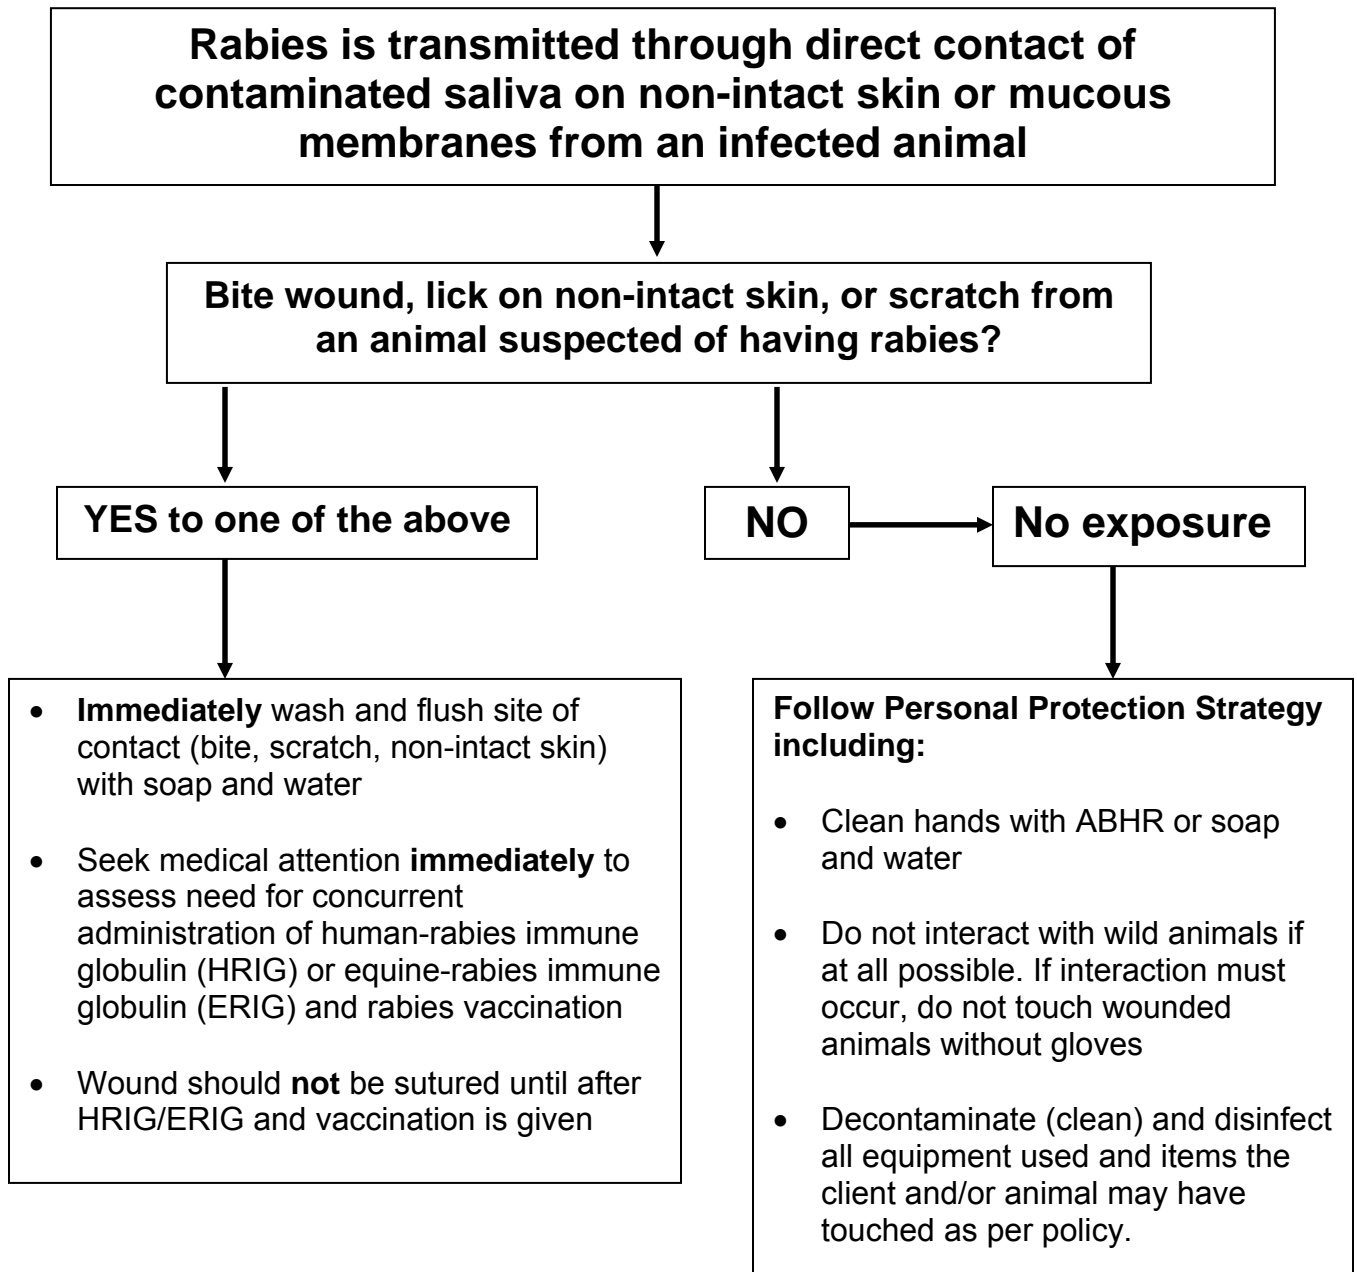 Rabies is transmitted through direct contact of
contaminated saliva on non-intact skin or mucous
membranes from an infected animal
Bite wound, lick on non-intact skin, or scratch from
an animal suspected of having rabies?
YES to one of the above
NO
No exposure
• Immediately wash and flush site of
contact (bite, scratch, non-intact skin)
with soap and water
• Seek medical attention immediately to
assess need for concurrent
administration of human-rabies immune
globulin (HRIG) or equine-rabies immune
globulin (ERIG) and rabies vaccination
• Wound should not be sutured until after
HRIG/ERIG and vaccination is given
Follow Personal Protection Strategy
including:
• Clean hands with ABHR or soap
and water
• Do not interact with wild animals if
at all possible. If interaction must
occur, do not touch wounded
animals without gloves
• Decontaminate (clean) and disinfect
all equipment used and items the
client and/or animal may have
touched as per policy.